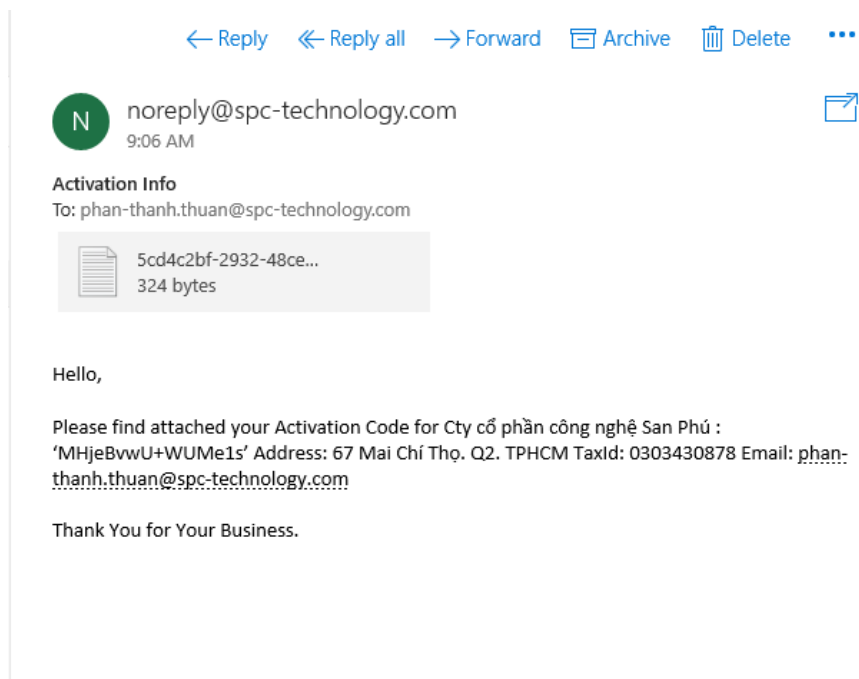 Reply Reply all Forward Archive Delete
N
noreply@spc-technology.com
9:06 AM
Activation Info
To: phan-thanh.thuan@spc-technology.com
5cd4c2bf-2932-48ce...
324 bytes
Hello,
Please find attached your Activation Code for Cty cổ phần công nghệ San Phú :
‘MHjeBvwU+WUMe1s’ Address: 67 Mai Chí Thọ. Q2. TPHCM TaxId: 0303430878 Email: phan-
thanh.thuan@spc-technology.com
Thank You for Your Business.